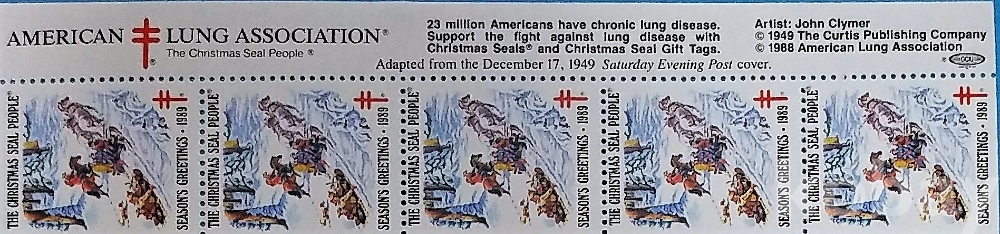 AMERICAN LUNG ASSOCIATION®
The Christmas Seal People ®
23 million Americans have chronic lung disease.
Support the fight against lung disease with
Christmas Seals® and Christmas Seal Gift Tags.
Artist: John Clymer
© 1949 The Curtis Publishing Company
© 1988 American Lung Association
Adapted from the December 17, 1949 Saturday Evening Post cover.
THE CHRISTMAS SEAL PEOPLE®
SEASON'S GREETINGS · 1989
THE CHRISTMAS SEAL PEOPLE®
SEASON'S GREETINGS · 1989
THE CHRISTMAS SEAL PEOPLE®
SEASON'S GREETINGS · 1989
THE CHRISTMAS SEAL PEOPLE®
SEASON'S GREETINGS · 1989
THE CHRISTMAS SEAL PEOPLE®
SEASON'S GREETINGS · 1989